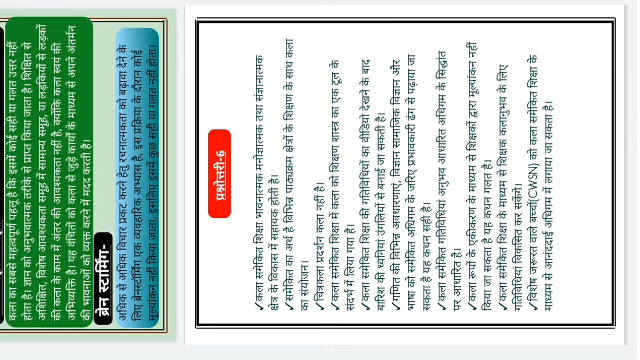 कला का सबसे महत्वपूर्ण पहलू है कि इसमें कोई सही या गलत उत्तर नहीं
होता है। ज्ञान को अनुभवात्मक तरीके से प्राप्त किया जाता है। शिक्षित से
अशिक्षित, विशेष आवश्यकता समूह में सामान्य समूह, या लड़कियों से लड़कों
की कला के काम में अंतर की आवश्यकता नहीं है, क्योंकि कला स्वयं की
अभिव्यक्ति है। यह वंचितों को कला से जुड़े कार्यों के माध्यम से अपने अंतर्मन
की भावनाओं को व्यक्त करने में मदद करती है।
ब्रेन स्टार्मिंग-
अधिक से अधिक विचार प्रकट करने हेतु रचनात्मकता को बढ़ावा देने के
लिए ब्रेनस्टॉर्मिंग एक व्यवहारिक अभ्यास है, इस प्रक्रिया के दौरान कोई
मूल्यांकन नहीं किया जाता, इसलिए इसमें कुछ सही या गलत नहीं होता।
प्रश्नोत्तरी-6
✓कला समेकित शिक्षा भावनात्मक मनोज्ञात्मक तथा संज्ञानात्मक
क्षेत्र के विकास में सहायक होती है।
✓समेकित का अर्थ है विभिन्न पाठ्यक्रम क्षेत्रों के शिक्षण के साथ कला
का संयोजन।
✓चित्रकला प्रदर्शन कला नहीं है।
✓कला समेकित शिक्षा में कला को शिक्षण शास्त्र का एक टूल के
संदर्भ में लिया गया है।
✓कला समेकित शिक्षा की गतिविधियों का वीडियो देखने के बाद
बारिश की ध्वनियां उंगलियों से बनाई जा सकती है।
✓गणित की विभिन्न अवधारणाएं, विज्ञान सामाजिक विज्ञान और
भाषा को समेकित अधिगम के जरिए प्रभावकारी ढंग से पढ़ाया जा
सकता है यह कथन सही है।
✓कला समेकित गतिविधियां अनुभव आधारित अधिगम के सिद्धांत
पर आधारित है।
✓कला रूपों के एकीकरण के माध्यम से शिक्षकों द्वारा मूल्यांकन नहीं
किया जा सकता है यह कथन गलत है।
✓कला समेकित शिक्षा के माध्यम से शिक्षक कलानुभव के लिए
गतिविधियां विकसित कर सकेंगे।
✓विशेष जरूरत वाले बच्चों(CWSN) को कला समेकित शिक्षा के
माध्यम से आनंददाई अधिगम में लगाया जा सकता है।